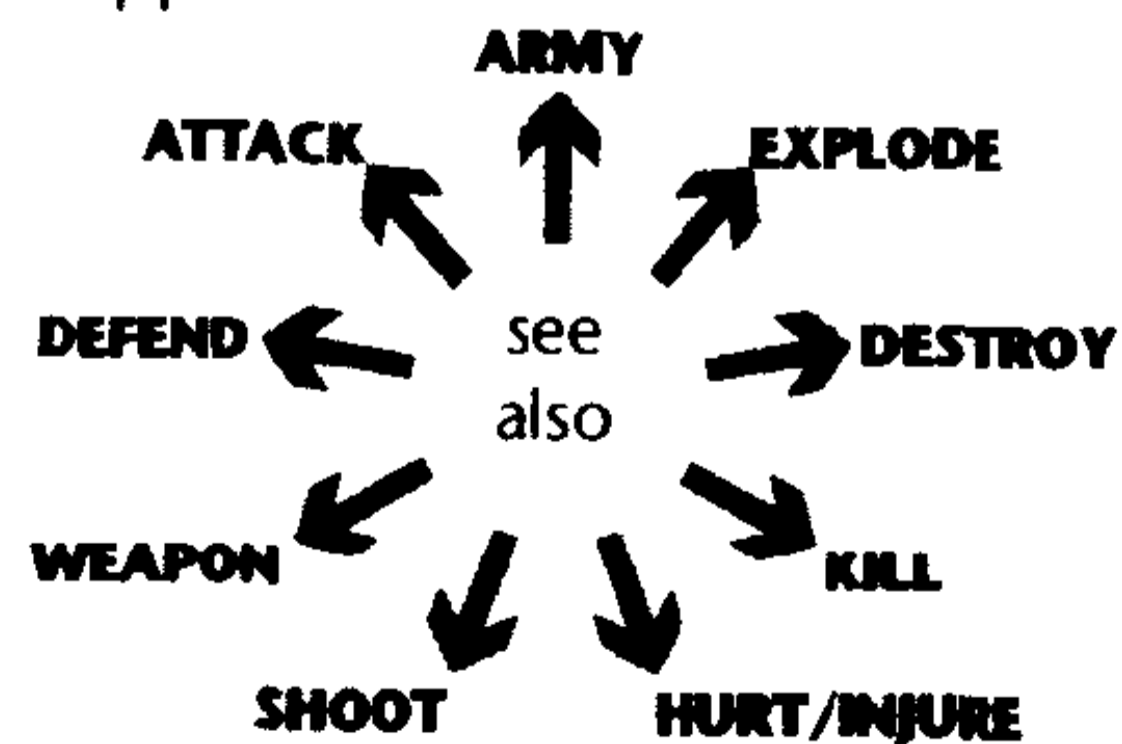 ARMY
ATTACK
EXPLODE
see
also
DEFEND
DESTROY
WEAPON
KILL
SHOOT
HURT/INJURE